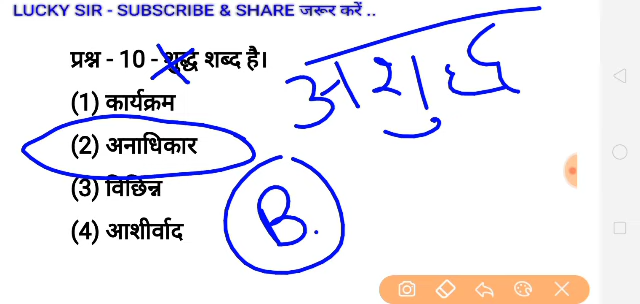 LUCKY SIR - SUBSCRIBE & SHARE जरूर करें ..
प्रश्न - 10 - शुद्ध शब्द है।
अशुद्ध
(1) कार्यक्रम
(2) अनाधिकार
(3) विछिन्न
(4) आशीर्वाद
B.